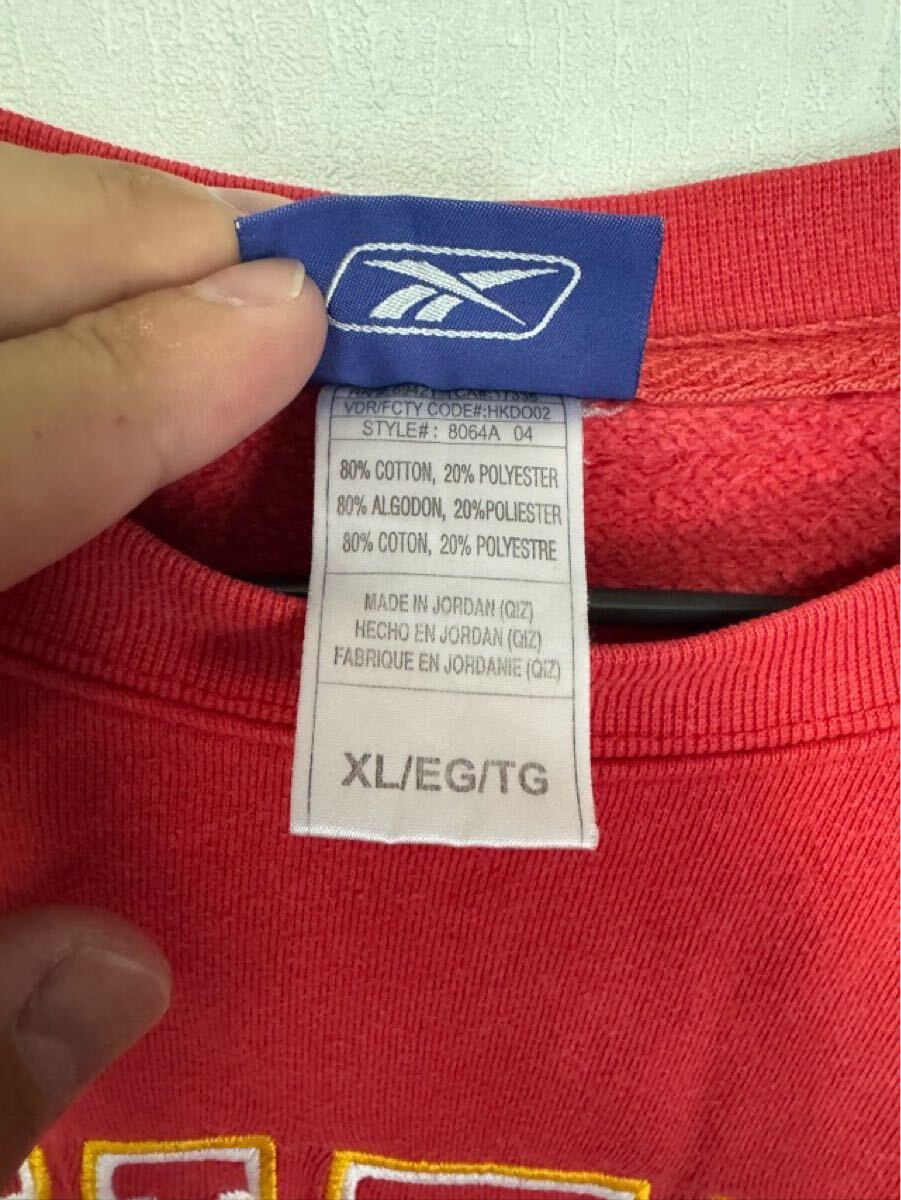 VDR/FCTY CODE#:HKDO02
STYLE#: 8064A 04
80% COTTON, 20% POLYESTER
80% ALGODON, 20%POLIESTER
80% COTON, 20% POLYESTRE
MADE IN JORDAN (QIZ)
HECHO EN JORDAN (QIZ)
FABRIQUE EN JORDANIE (QIZ)
XL/EG/TG